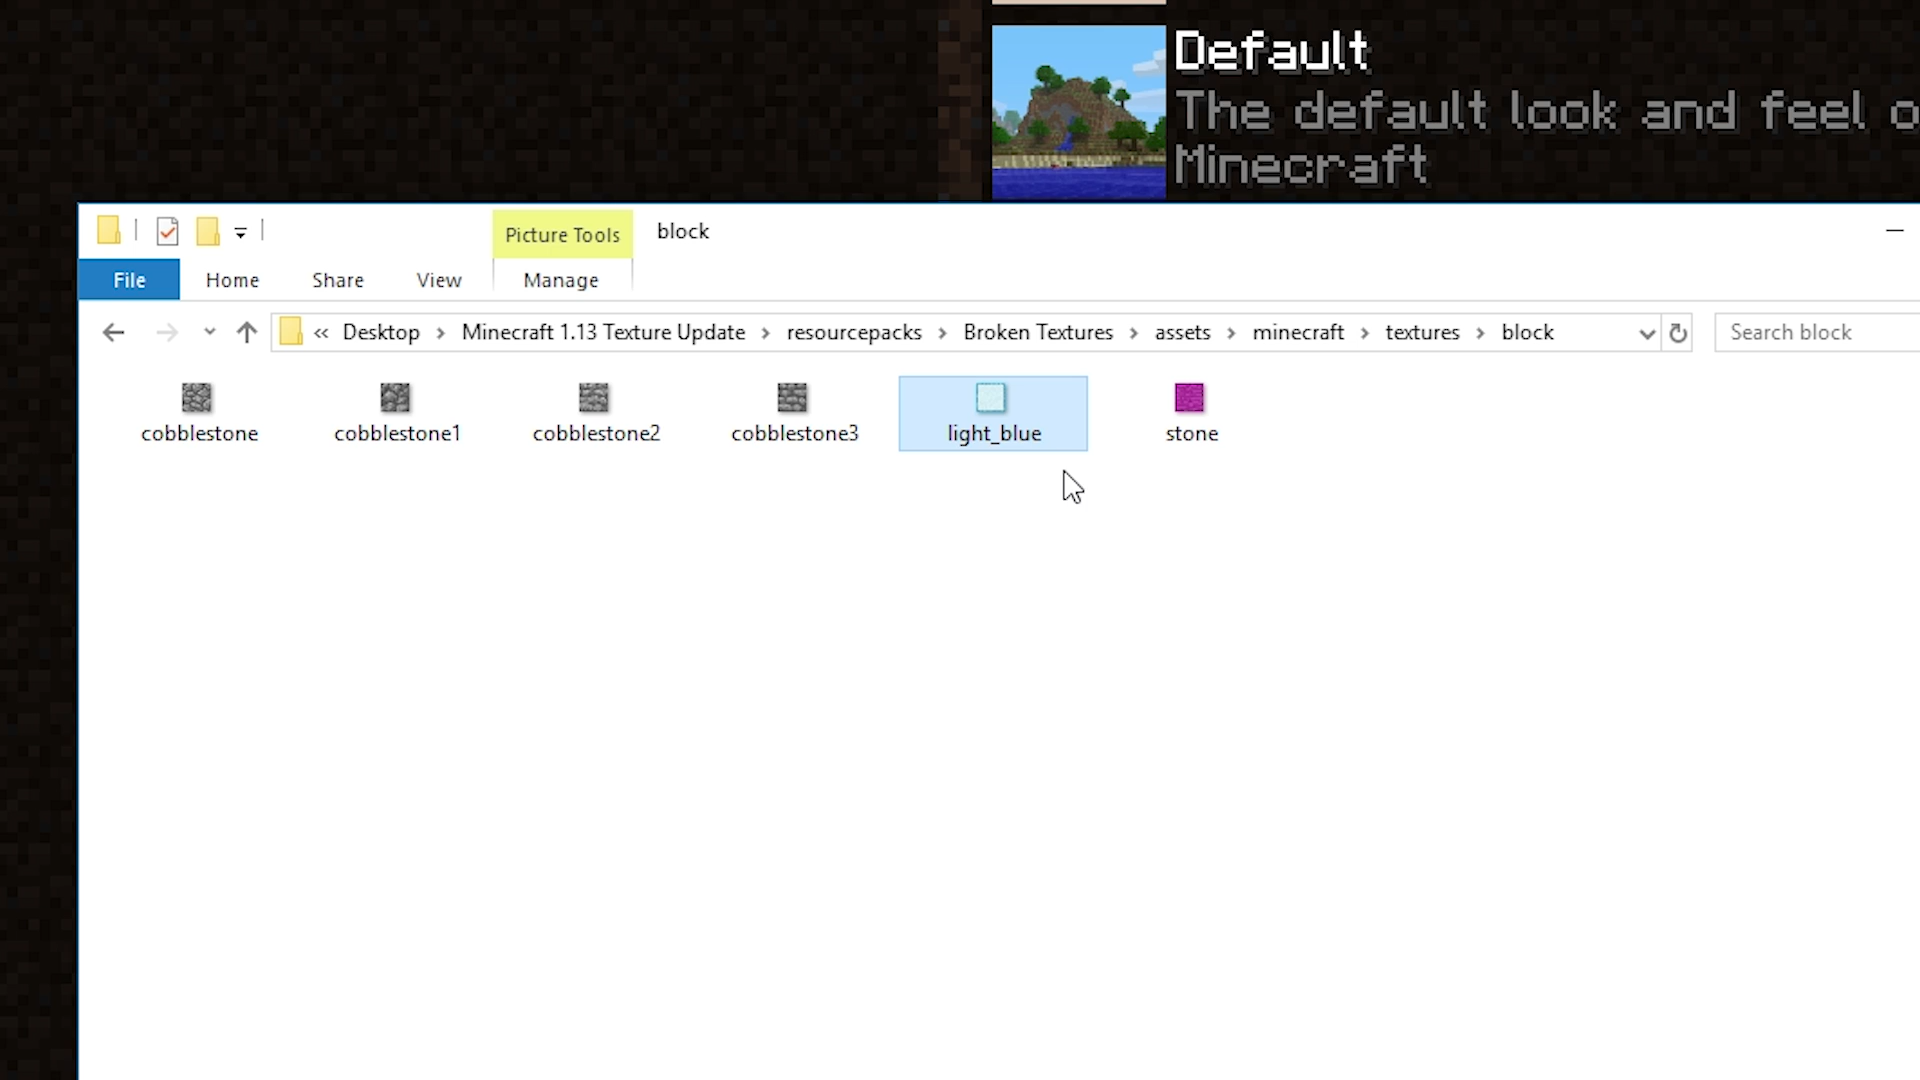 Default
The default look and feel o
Minecraft
Picture Tools
block
File
Home
Share
View
Manage
« Desktop › Minecraft 1.13 Texture Update › resourcepacks › Broken Textures › assets › minecraft › textures › block
Search block
cobblestone
cobblestone1
cobblestone2
cobblestone3
light_blue
stone